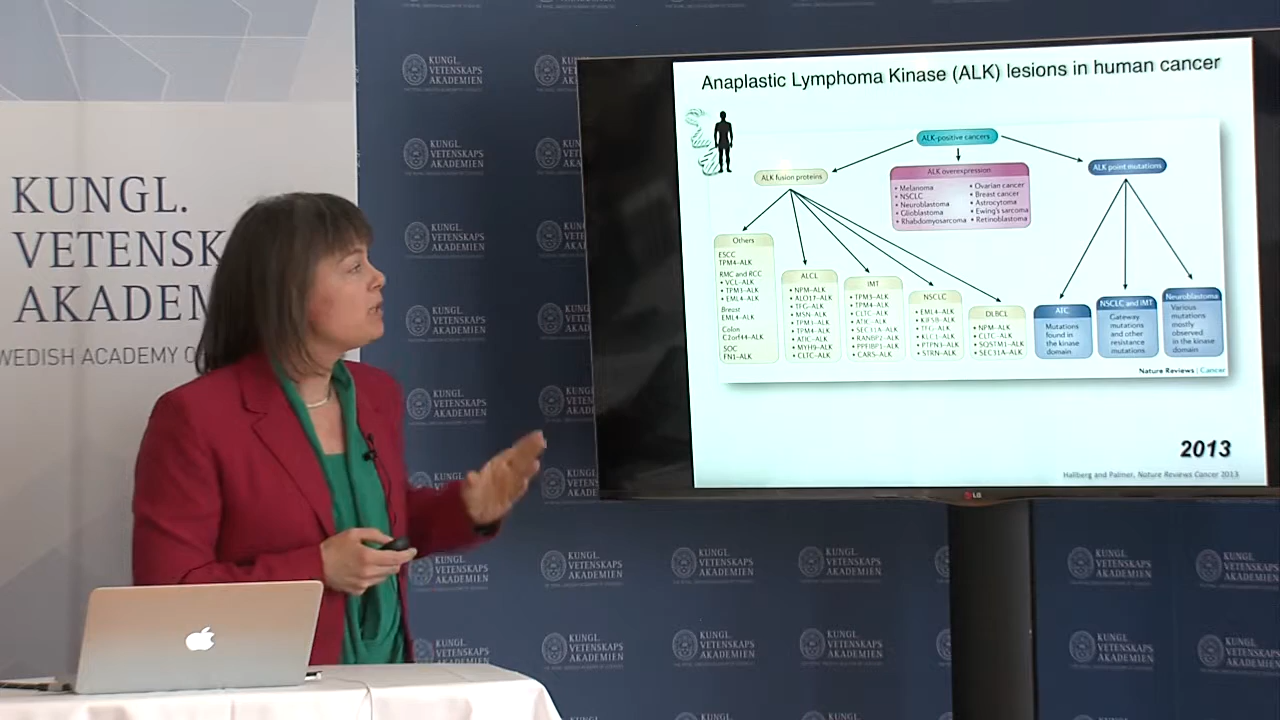 KUNGL.
VETENSK
AKADEM
WEDISH ACADEMY O
KUNGL.
VETENSKAPS
AKADEMIEN
Anaplastic Lymphoma Kinase (ALK) lesions in human cancer
ALK-positive cancers
ALK fusion proteins
ALK overexpression
• Melanoma
• NSCLC
• Neuroblastoma
• Glioblastoma
• Rhabdomyosarcoma
• Ovarian cancer
• Breast cancer
• Astrocytoma
• Ewing's sarcoma
• Retinoblastoma
ALK point mutations
Others
ESCC
TPM4–ALK
RMC and RCC
• VCL–ALK
• TPM3–ALK
• EML4–ALK
Breast
EML4–ALK
Colon
C2orf44–ALK
SOC
FN1–ALK
ALCL
• NPM–ALK
• ALO17–ALK
• TFG–ALK
• MSN–ALK
• TPM3–ALK
• TPM4–ALK
• ATIC–ALK
• MYH9–ALK
• CLTC–ALK
IMT
• TPM3–ALK
• TPM4–ALK
• CLTC–ALK
• ATIC–ALK
• SEC31A–ALK
• RANBP2–ALK
• PPFIBP1–ALK
• CARS–ALK
NSCLC
• EML4–ALK
• KIF5B–ALK
• TFG–ALK
• KLC1–ALK
• PTPN3–ALK
• STRN–ALK
DLBCL
• NPM–ALK
• CLTC–ALK
• SQSTM1–ALK
• SEC31A–ALK
ATC
Mutations
found in
the kinase
domain
NSCLC and IMT
Gateway
mutations
and other
resistance
mutations
Neuroblastoma
Various
mutations
mostly
observed in
the kinase
domain
Nature Reviews | Cancer
2013
Hallberg and Palmer, Nature Reviews Cancer 2013
LG